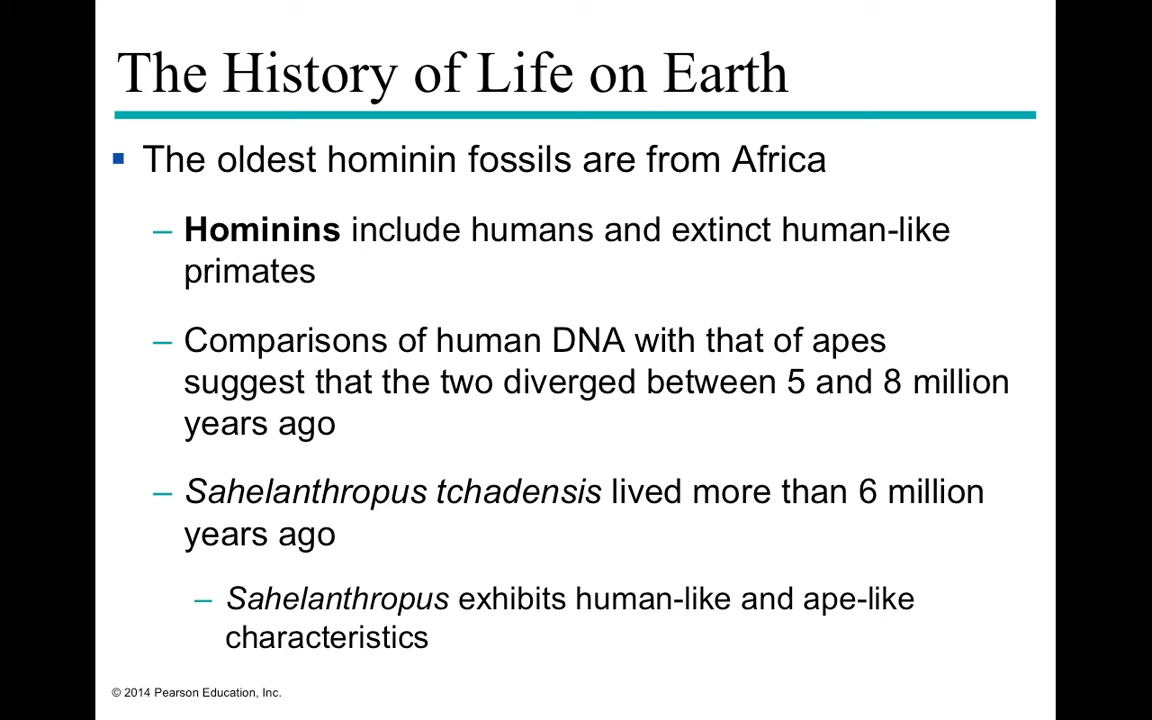 The History of Life on Earth
▪ The oldest hominin fossils are from Africa
– Hominins include humans and extinct human-like
primates
– Comparisons of human DNA with that of apes
suggest that the two diverged between 5 and 8 million
years ago
– Sahelanthropus tchadensis lived more than 6 million
years ago
– Sahelanthropus exhibits human-like and ape-like
characteristics
© 2014 Pearson Education, Inc.